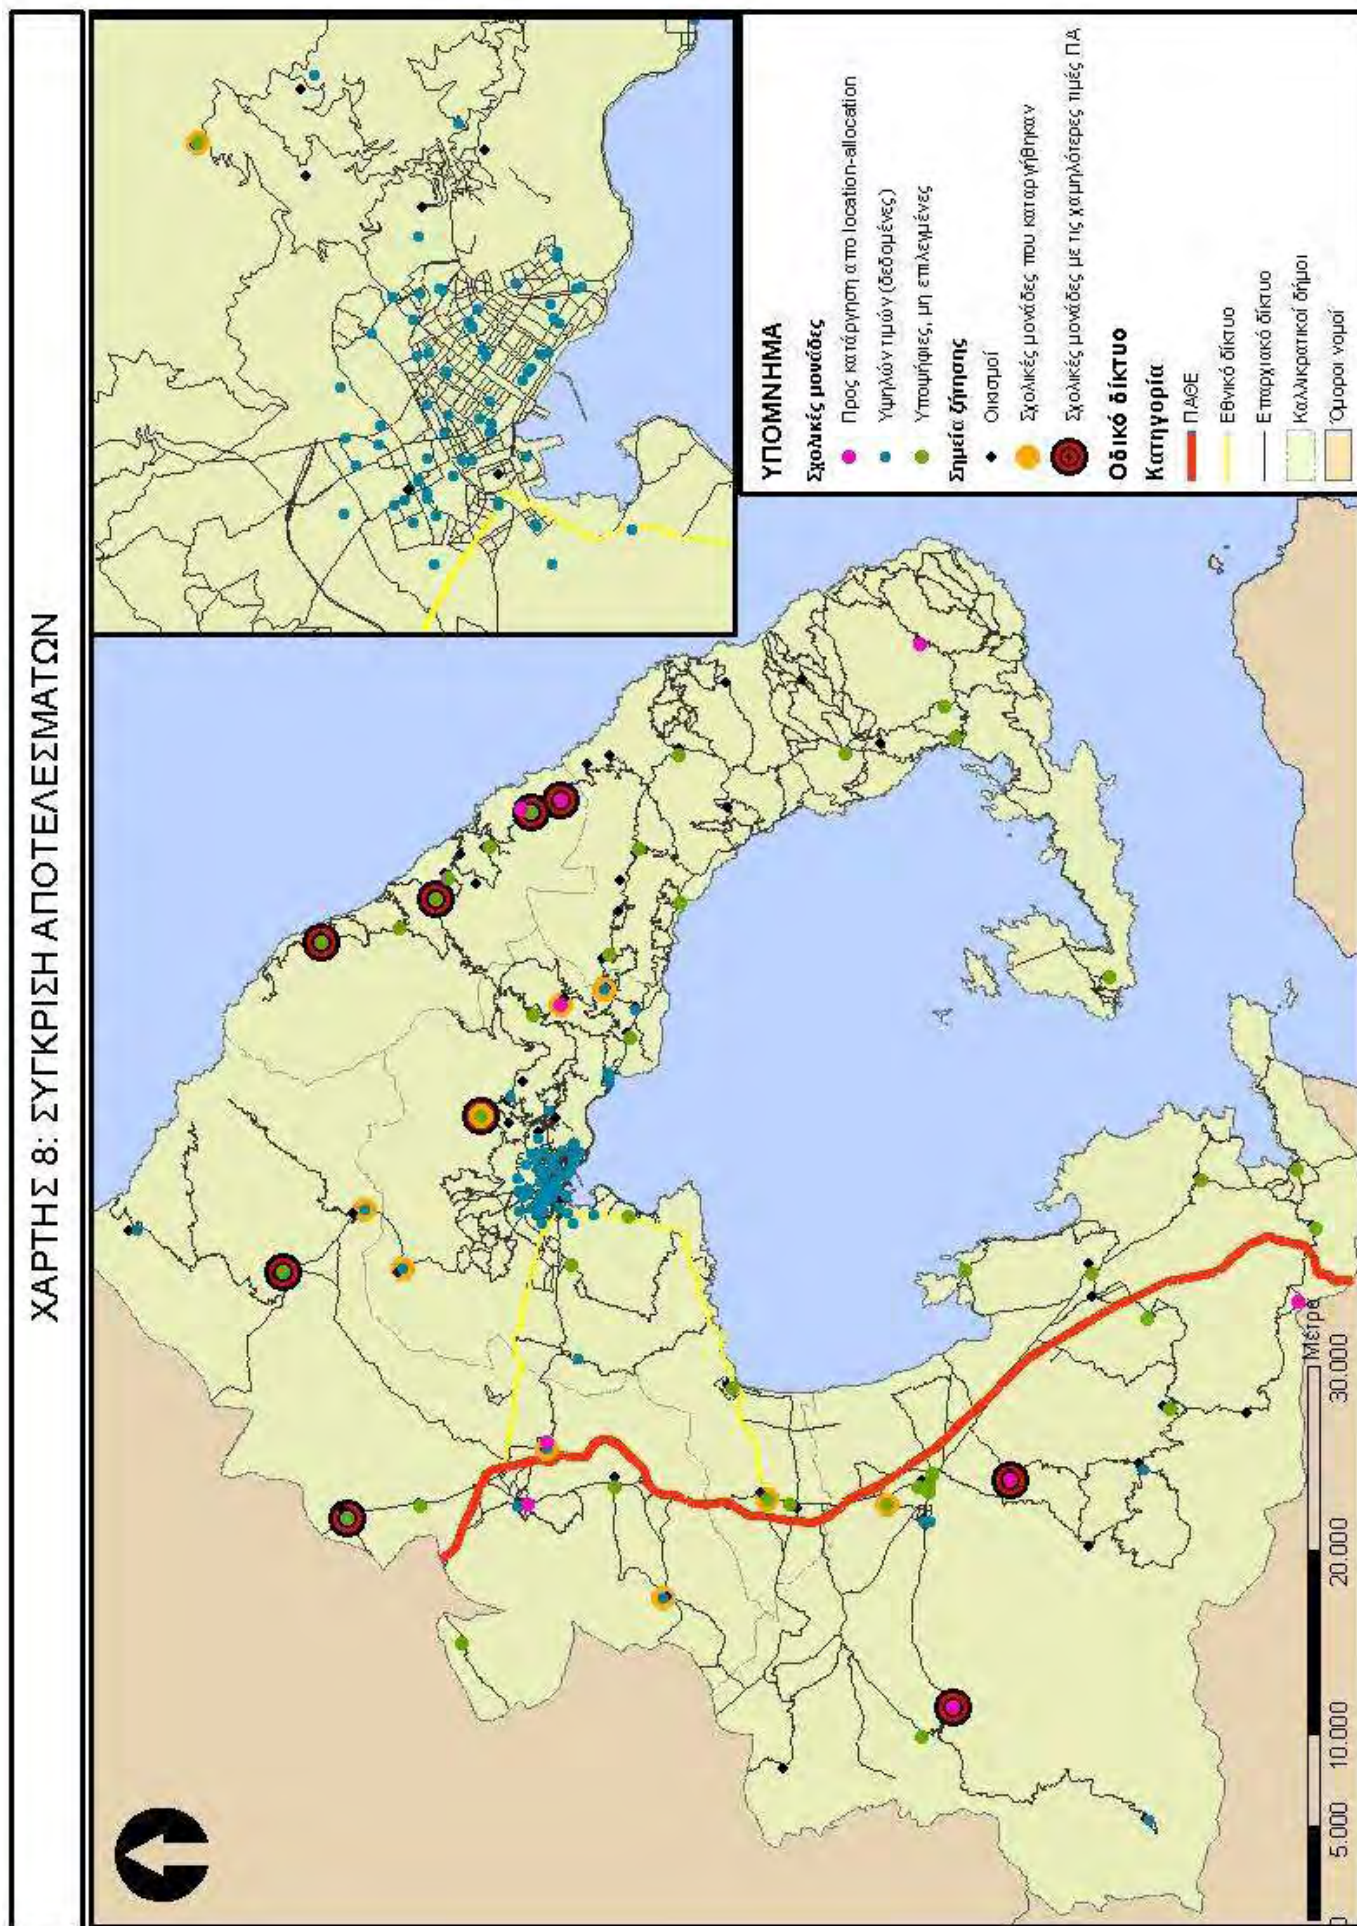 ΧΑΡΤΗΣ 8: ΣΥΓΚΡΙΣΗ ΑΠΟΤΕΛΕΣΜΑΤΩΝ
ΥΠΟΜΝΗΜΑ
Σχολικές μονάδες
Προς κατάργηση απο location-allocation
Υψηλών τιμών (δεδομένες)
Υποψήφιες, μη επιλεγμένες
Σημεία ζήτησης
Οικισμοί
Σχολικές μονάδες που καταργήθηκαν
Σχολικές μονάδες με τις χαμηλότερες τιμές ΠΑ
Οδικό δίκτυο
Κατηγορία
ΠΑΘΕ
Εθνικό δίκτυο
Επαρχιακό δίκτυο
Καλλικρατικοί δήμοι
Όμοροι νομοί
0 5.000 10.000 20.000 30.000
Μέτρα